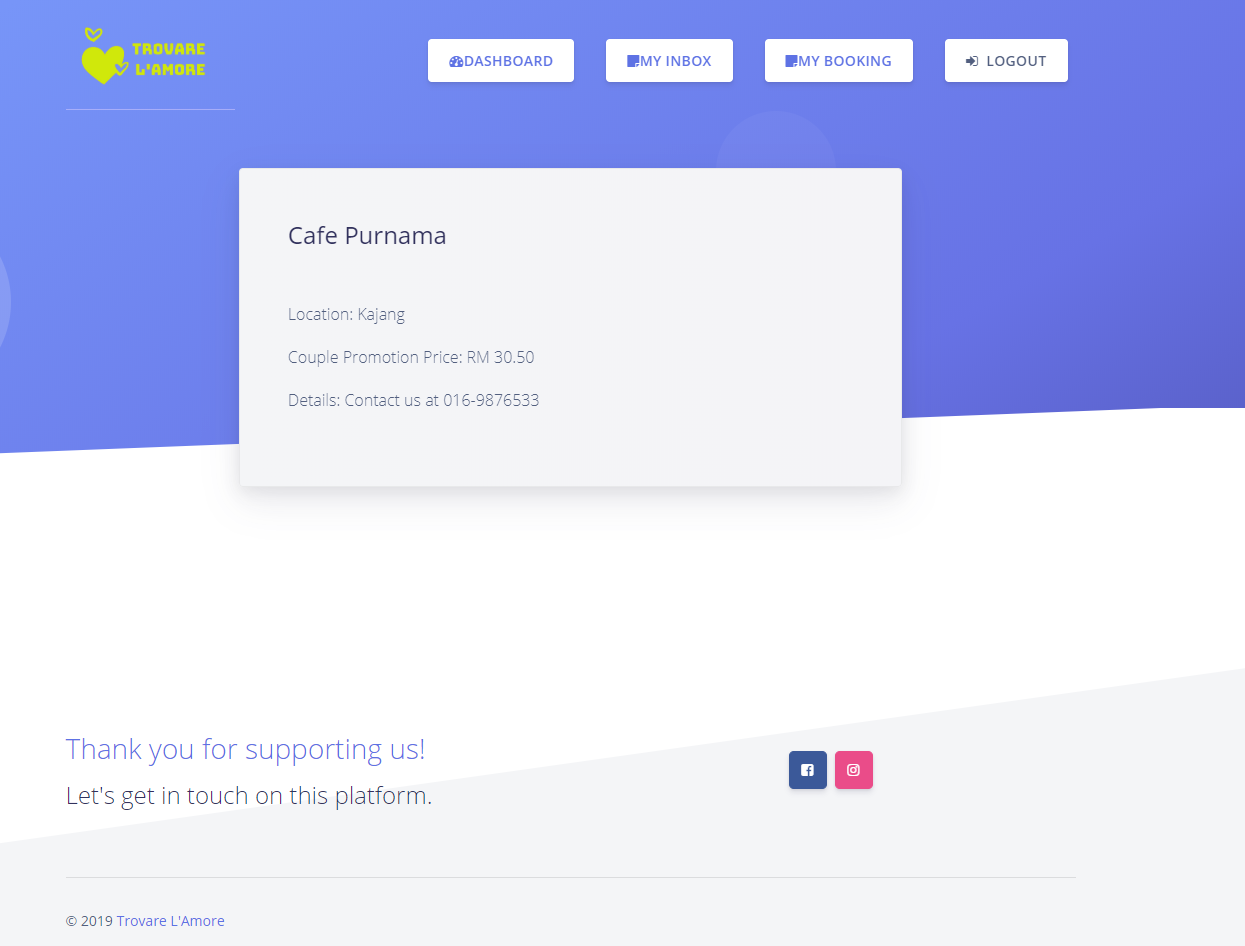 TROVARE
L'AMORE
DASHBOARD
MY INBOX
MY BOOKING
LOGOUT
Cafe Purnama
Location: Kajang
Couple Promotion Price: RM 30.50
Details: Contact us at 016-9876533
Thank you for supporting us!
Let's get in touch on this platform.
© 2019 Trovare L'Amore